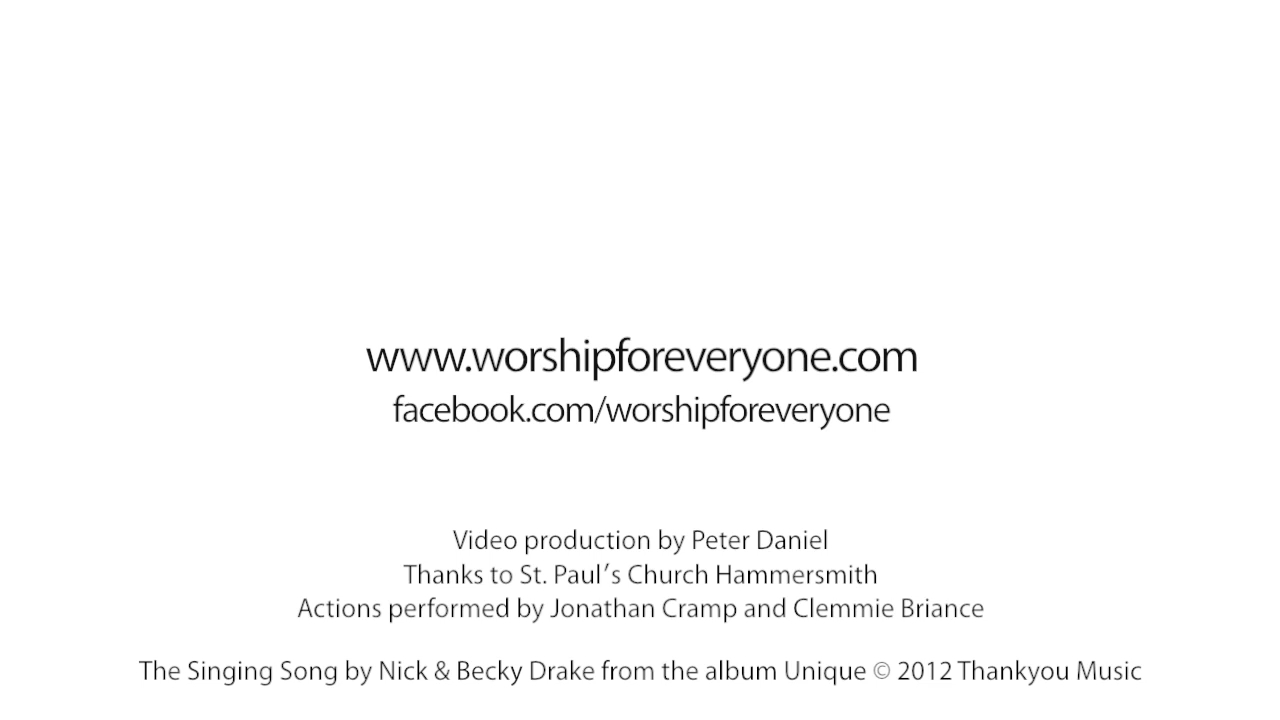 www.worshipforeveryone.com
facebook.com/worshipforeveryone
Video production by Peter Daniel
Thanks to St. Paul's Church Hammersmith
Actions performed by Jonathan Cramp and Clemmie Briance
The Singing Song by Nick & Becky Drake from the album Unique © 2012 Thankyou Music